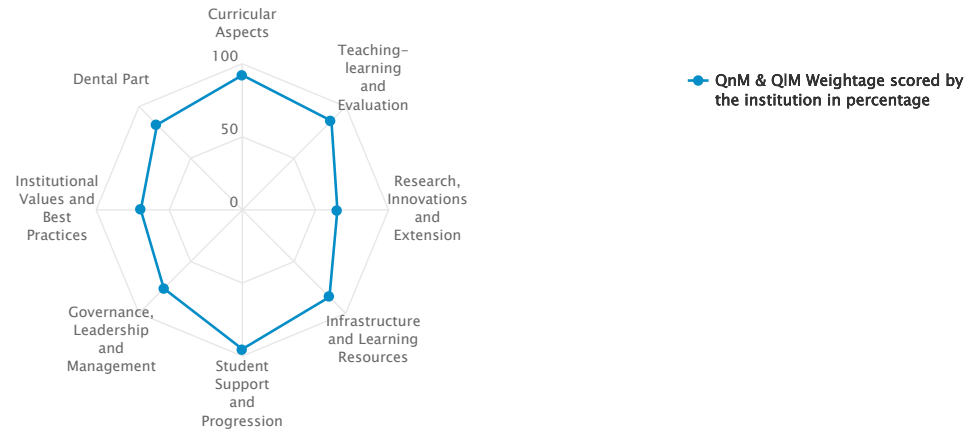 Curricular
Aspects
Teaching-
learning
and
Evaluation
Research,
Innovations
and
Extension
Infrastructure
and Learning
Resources
Student
Support
and
Progression
Governance,
Leadership
and
Management
Institutional
Values and
Best
Practices
Dental Part
100
50
0
QnM & QlM Weightage scored by
the institution in percentage